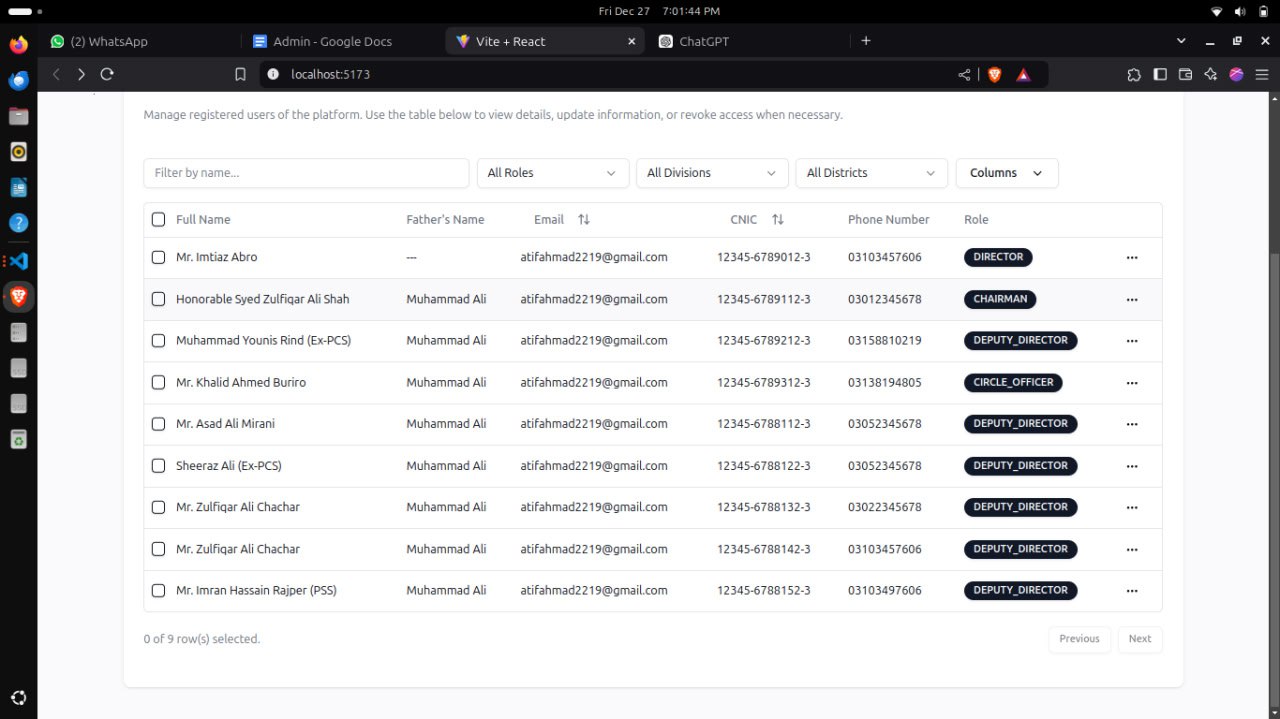 Fri Dec 27 7:01:44 PM
(2) WhatsApp
Admin - Google Docs
Vite + React
ChatGPT
localhost:5173
Manage registered users of the platform. Use the table below to view details, update information, or revoke access when necessary.
Filter by name... All Roles All Divisions All Districts Columns
Full Name Father's Name Email CNIC Phone Number Role
Mr. Imtiaz Abro --- atifahmad2219@gmail.com 12345-6789012-3 03103457606 DIRECTOR
Honorable Syed Zulfiqar Ali Shah Muhammad Ali atifahmad2219@gmail.com 12345-6789112-3 03012345678 CHAIRMAN
Muhammad Younis Rind (Ex-PCS) Muhammad Ali atifahmad2219@gmail.com 12345-6789212-3 03158810219 DEPUTY_DIRECTOR
Mr. Khalid Ahmed Buriro Muhammad Ali atifahmad2219@gmail.com 12345-6789312-3 03138194805 CIRCLE_OFFICER
Mr. Asad Ali Mirani Muhammad Ali atifahmad2219@gmail.com 12345-6788112-3 03052345678 DEPUTY_DIRECTOR
Sheeraz Ali (Ex-PCS) Muhammad Ali atifahmad2219@gmail.com 12345-6788122-3 03052345678 DEPUTY_DIRECTOR
Mr. Zulfiqar Ali Chachar Muhammad Ali atifahmad2219@gmail.com 12345-6788132-3 03022345678 DEPUTY_DIRECTOR
Mr. Zulfiqar Ali Chachar Muhammad Ali atifahmad2219@gmail.com 12345-6788142-3 03103457606 DEPUTY_DIRECTOR
Mr. Imran Hassain Rajper (PSS) Muhammad Ali atifahmad2219@gmail.com 12345-6788152-3 03103497606 DEPUTY_DIRECTOR
0 of 9 row(s) selected. Previous Next